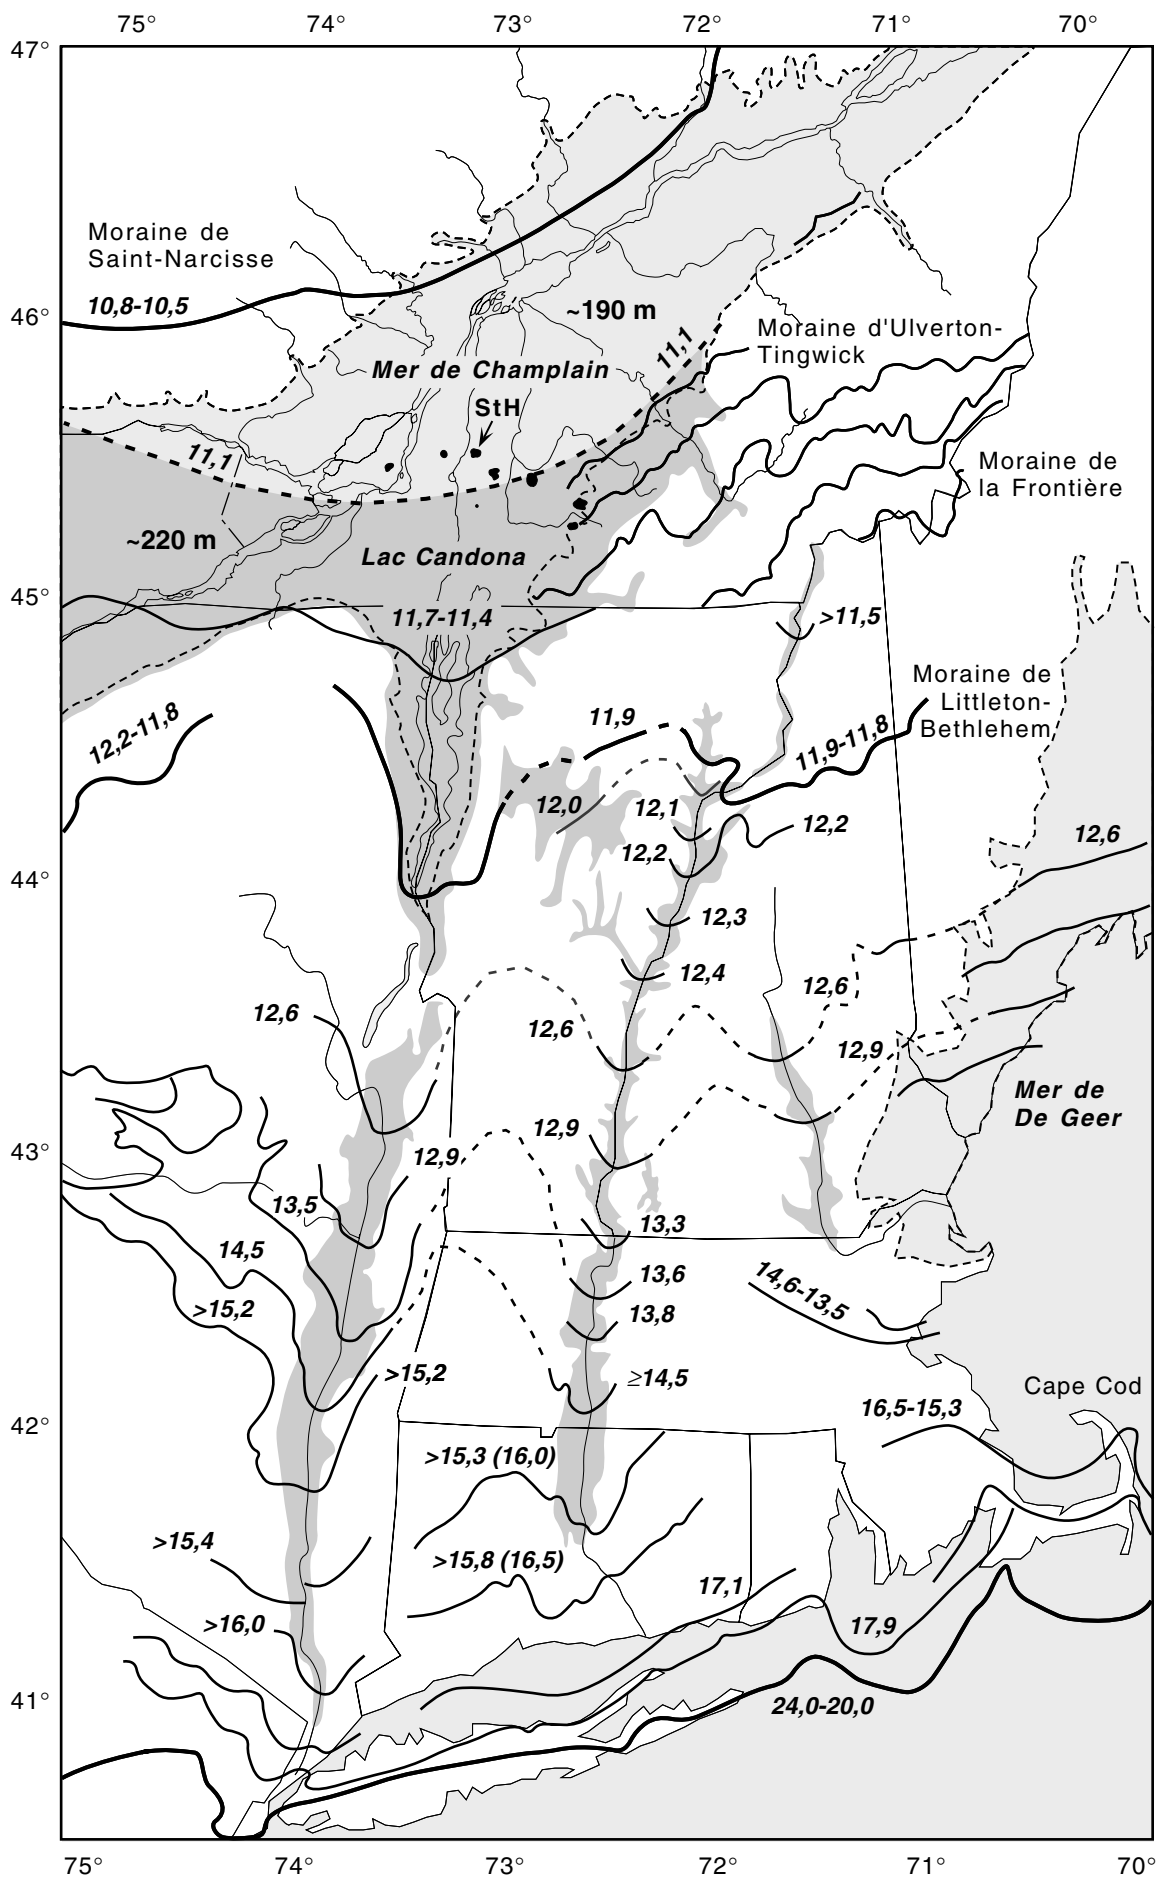 75° 74° 73° 72° 71° 70°
47°
Moraine de
Saint-Narcisse
10,8-10,5
46°
~190 m
11,1
Moraine d'Ulverton-
Tingwick
Mer de Champlain
StH
11,1
Moraine de
la Frontière
~220 m
Lac Candona
45°
11,7-11,4
>11,5
Moraine de
Littleton-
Bethlehem
12,2-11,8
11,9
11,9-11,8
12,0
12,1
12,2
12,2
12,6
44°
12,3
12,4
12,6
12,6
12,6
12,9
Mer de
De Geer
12,9
43°
12,9
13,5
13,3
14,5
13,6
14,6-13,5
>15,2
13,8
>15,2
≥14,5
Cape Cod
16,5-15,3
42°
>15,3 (16,0)
>15,4
>15,8 (16,5)
17,1
>16,0
17,9
41°
24,0-20,0
75° 74° 73° 72° 71° 70°